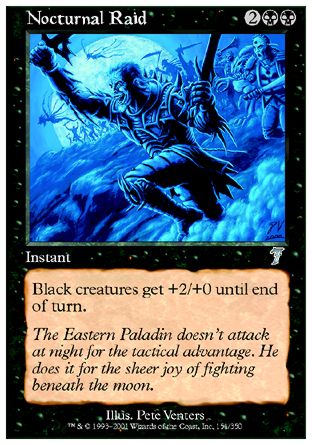 Nocturnal Raid 2
Instant
Black creatures get +2/+0 until end
of turn.
The Eastern Paladin doesn't attack
at night for the tactical advantage. He
does it for the sheer joy of fighting
beneath the moon.
Illus. Pete Venters
™ & © 1993–2001 Wizards of the Coast, Inc. 151/350